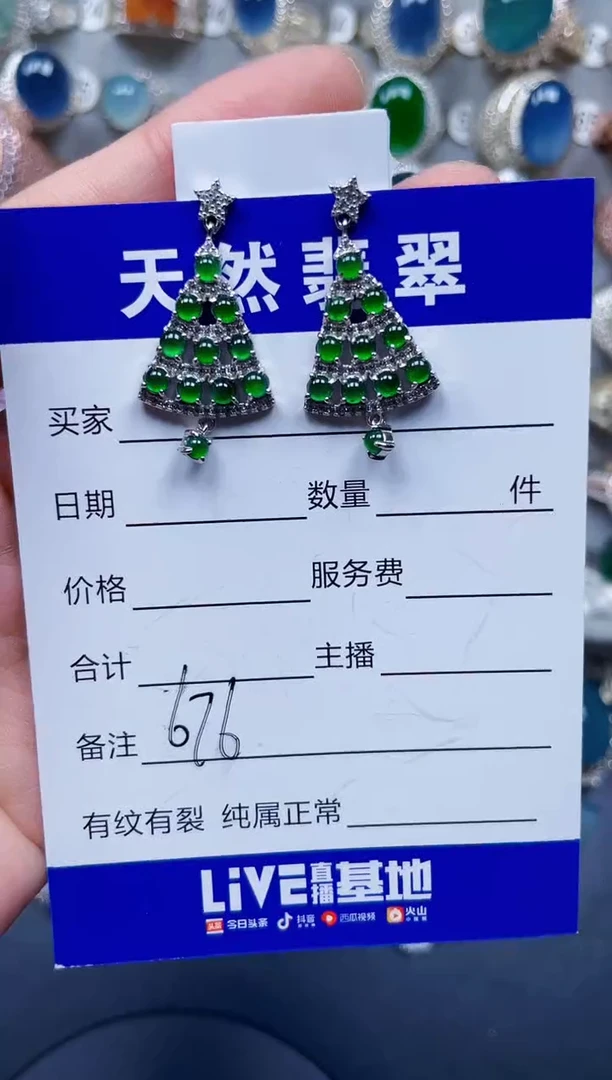 天然翡翠
买家
日期 数量 件
价格 服务费
合计 主播
备注 676
有纹有裂 纯属正常
LiVE直播基地
头条 今日头条 抖音 西瓜视频 火山